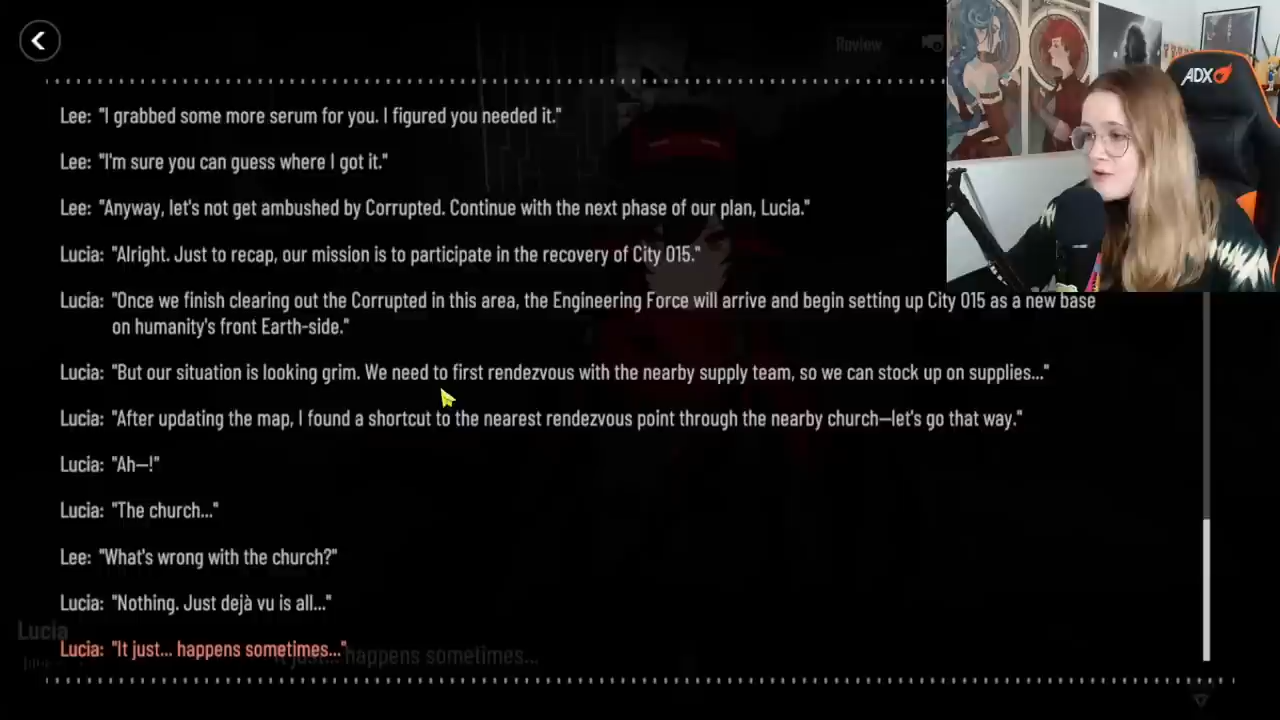 Review
ADX
Lee: "I grabbed some more serum for you. I figured you needed it."
Lee: "I'm sure you can guess where I got it."
Lee: "Anyway, let's not get ambushed by Corrupted. Continue with the next phase of our plan, Lucia."
Lucia: "Alright. Just to recap, our mission is to participate in the recovery of City 015."
Lucia: "Once we finish clearing out the Corrupted in this area, the Engineering Force will arrive and begin setting up City 015 as a new base
on humanity's front Earth-side."
Lucia: "But our situation is looking grim. We need to first rendezvous with the nearby supply team, so we can stock up on supplies..."
Lucia: "After updating the map, I found a shortcut to the nearest rendezvous point through the nearby church—let's go that way."
Lucia: "Ah—!"
Lucia: "The church..."
Lee: "What's wrong with the church?"
Lucia: "Nothing. Just dejà vu is all..."
Lucia
Lucia: "It just... happens sometimes..."
It just... happens sometimes...